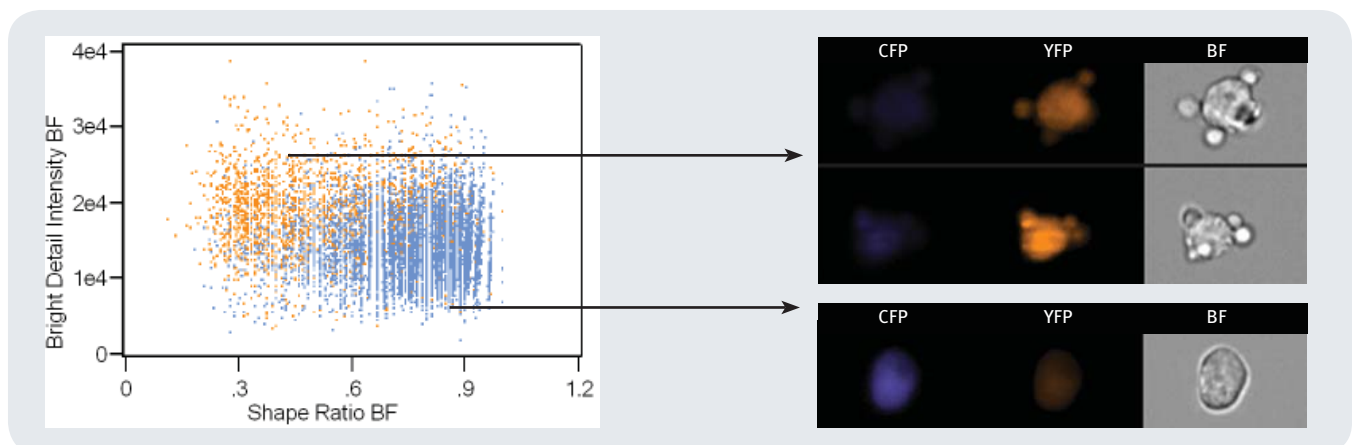 4e4
3e4
2e4
1e4
0
Bright Detail Intensity BF
0 .3 .6 .9 1.2
Shape Ratio BF
CFP YFP BF
CFP YFP BF